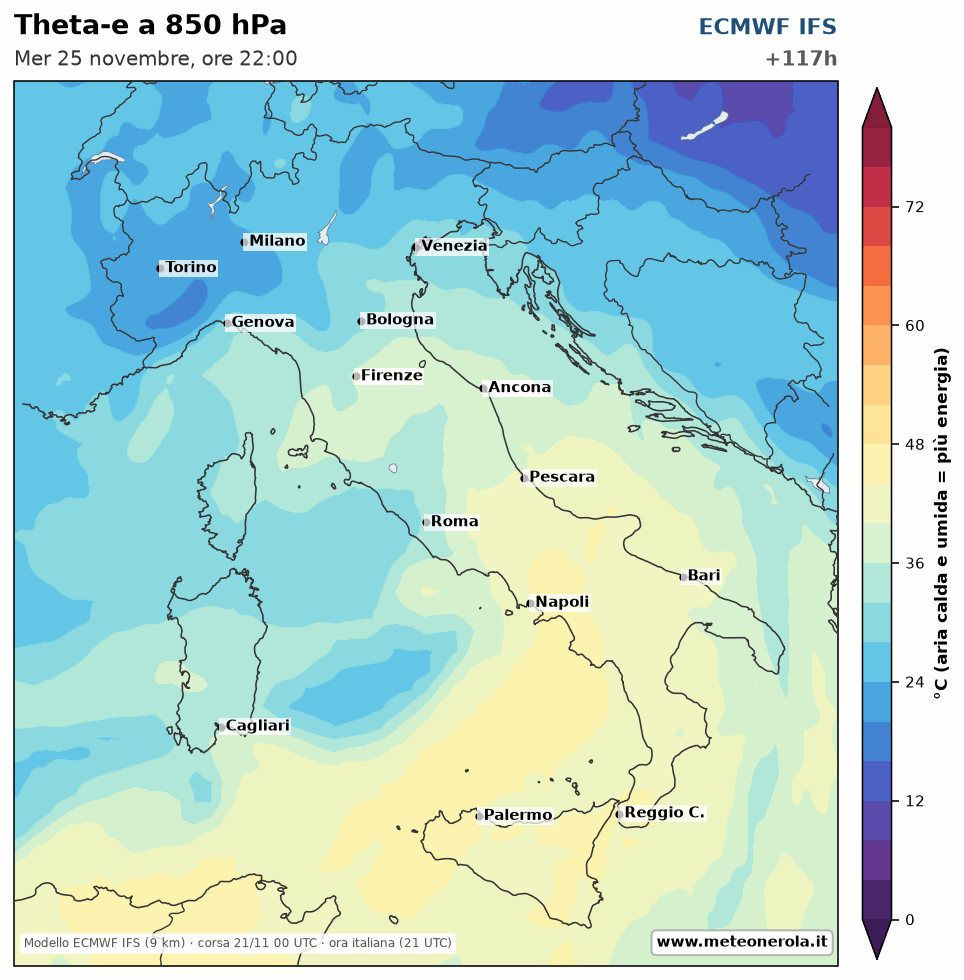 Theta-e a 850 hPa
ECMWF IFS
Mer 25 novembre, ore 22:00
+117h
Milano
Venezia
Torino
Genova
Bologna
Firenze
Ancona
Pescara
Roma
Bari
Napoli
Cagliari
Palermo
Reggio C.
72
60
48
36
24
12
0
°C (aria calda e umida = più energia)
Modello ECMWF IFS (9 km) · corsa 21/11 00 UTC · ora italiana (21 UTC)
www.meteonerola.it